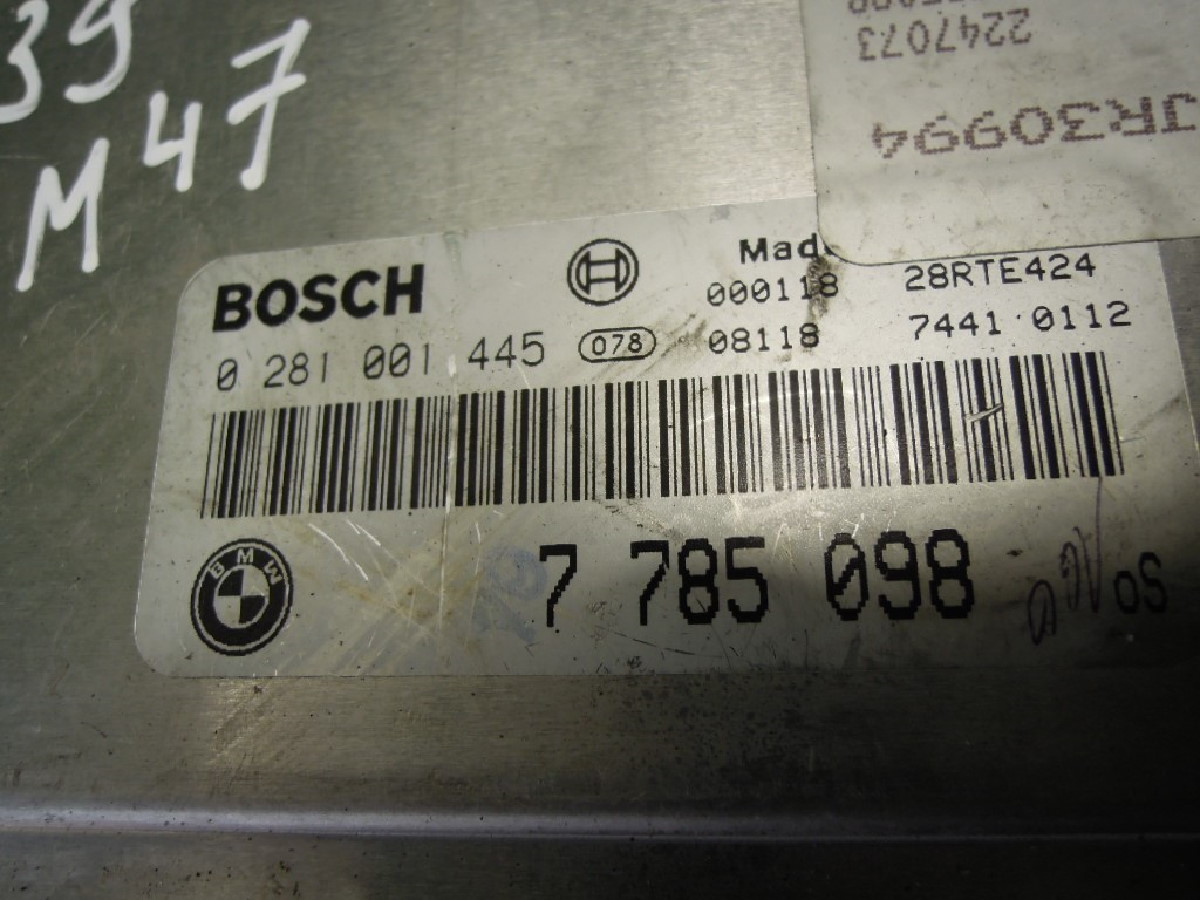 39
M47
2247073
JR30994
BOSCH
Mad
000118 28RTE424
0 281 001 445 078 08118 7441 0112
BMW
7 785 098